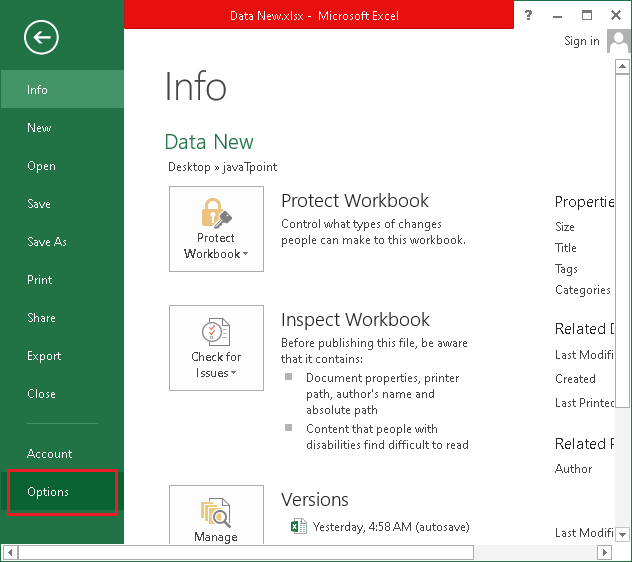 Data New.xlsx - Microsoft Excel
?
Sign in
Info
New
Open
Save
Save As
Print
Share
Export
Close
Account
Options
Info
Data New
Desktop » javaTpoint
Protect
Workbook
Protect Workbook
Control what types of changes
people can make to this workbook.
Check for
Issues
Inspect Workbook
Before publishing this file, be aware
that it contains:
Document properties, printer
path, author's name and
absolute path
Content that people with
disabilities find difficult to read
Manage
Versions
Yesterday, 4:58 AM (autosave)
Propertie
Size
Title
Tags
Categories
Related D
Last Modifi
Created
Last Printed
Related P
Author
Last Modifi